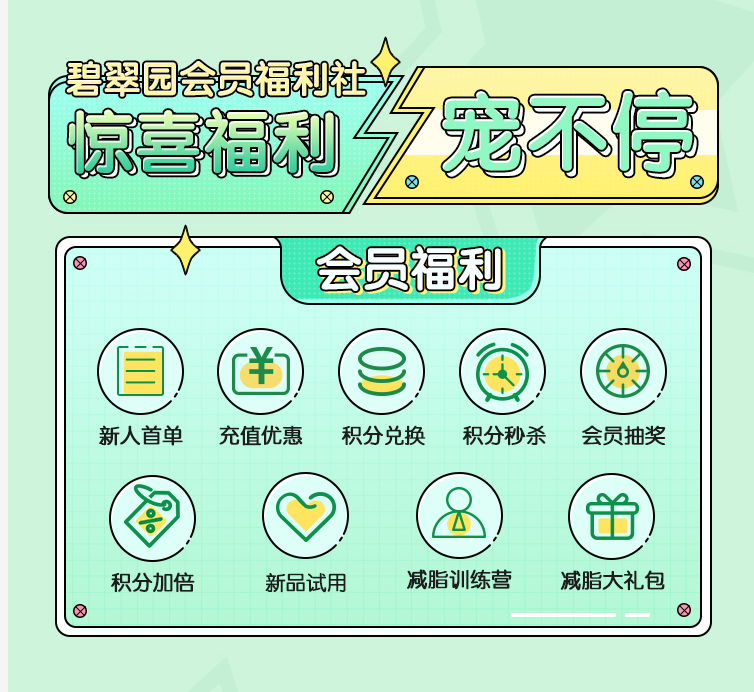 碧翠园会员福利社
惊喜福利
宠不停
会员福利
新人首单 充值优惠 积分兑换 积分秒杀 会员抽奖
积分加倍 新品试用 减脂训练营 减脂大礼包